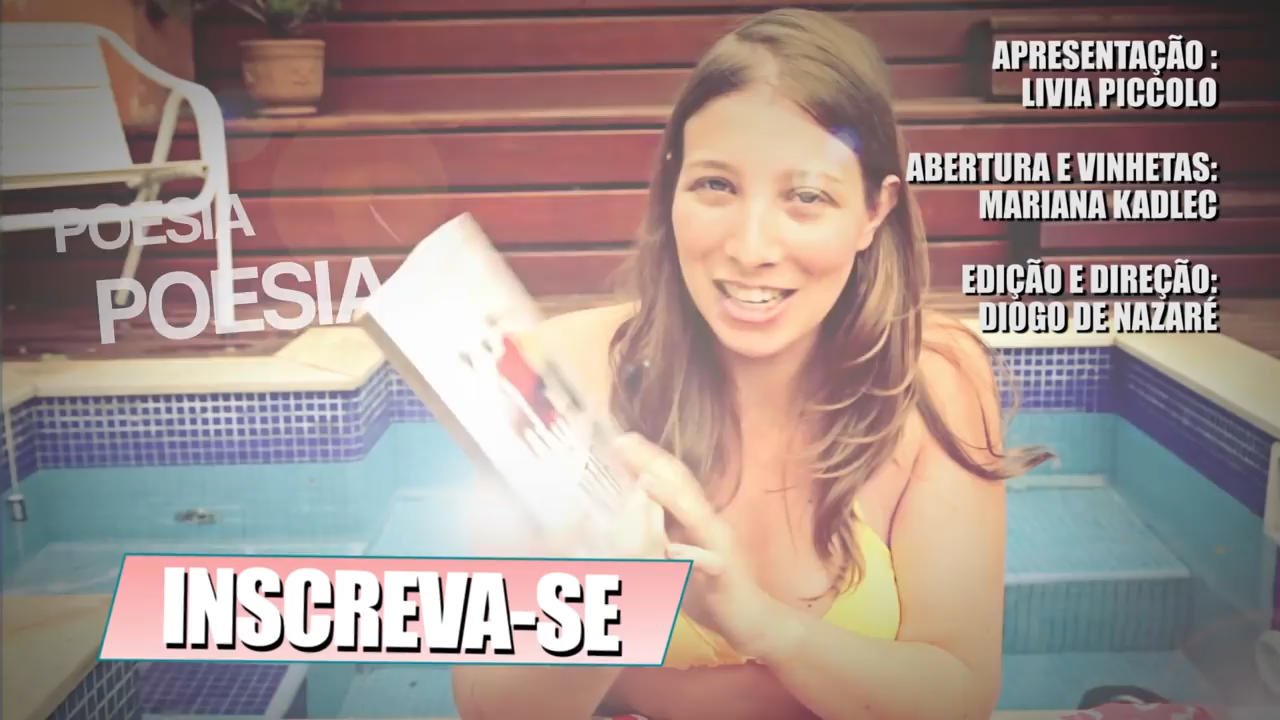 APRESENTAÇÃO :
LIVIA PICCOLO
ABERTURA E VINHETAS:
MARIANA KADLEC
EDIÇÃO E DIREÇÃO:
DIOGO DE NAZARÉ
POESIA
POESIA
INSCREVA-SE